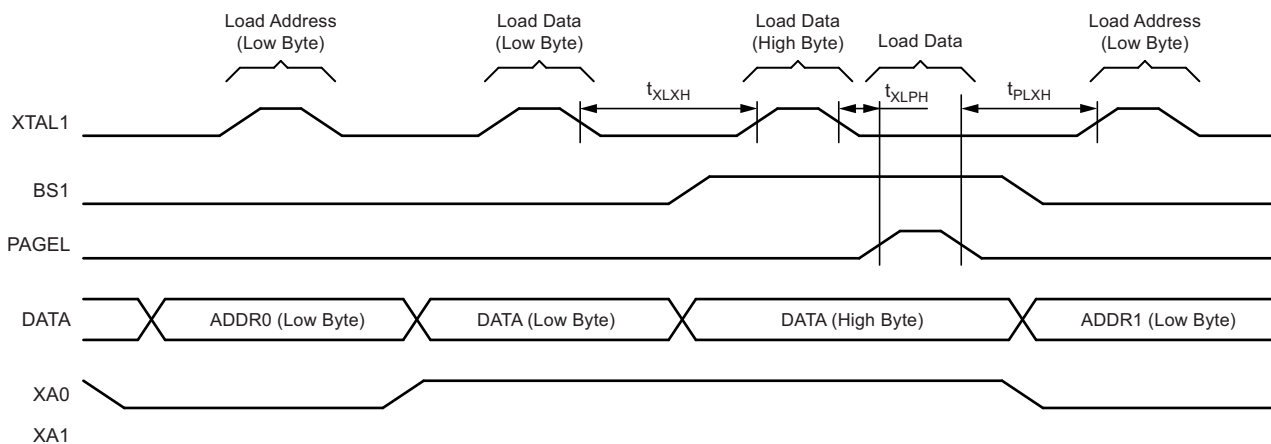 Load Address
(Low Byte)
Load Data
(Low Byte)
Load Data
(High Byte)
Load Data
Load Address
(Low Byte)
tXLXH
tXLPH
tPLXH
XTAL1
BS1
PAGEL
DATA
ADDR0 (Low Byte)
DATA (Low Byte)
DATA (High Byte)
ADDR1 (Low Byte)
XA0
XA1